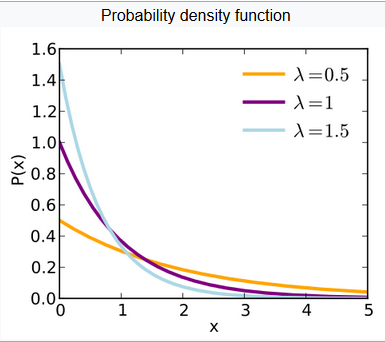 Probability density function
1.6
1.4
1.2
1.0
0.8
0.6
0.4
0.2
0.0
P(x)
λ=0.5
λ=1
λ=1.5
0 1 2 3 4 5
x